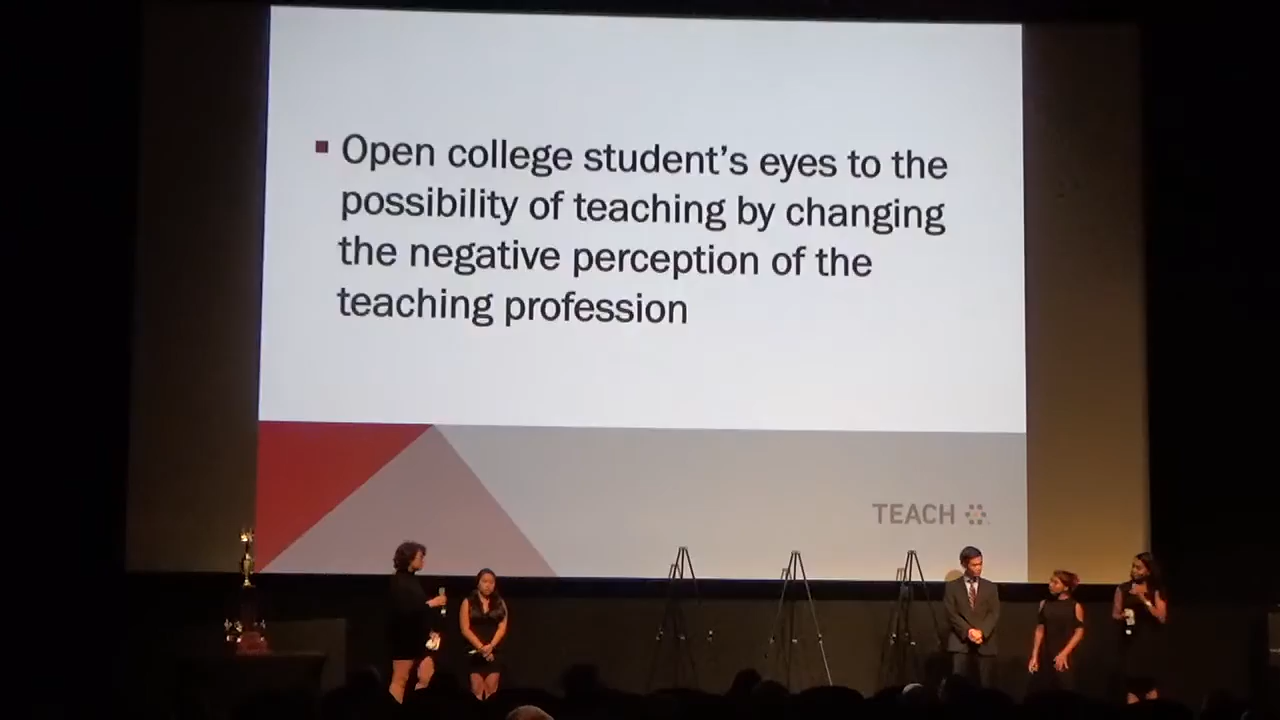 Open college student’s eyes to the
possibility of teaching by changing
the negative perception of the
teaching profession
TEACH